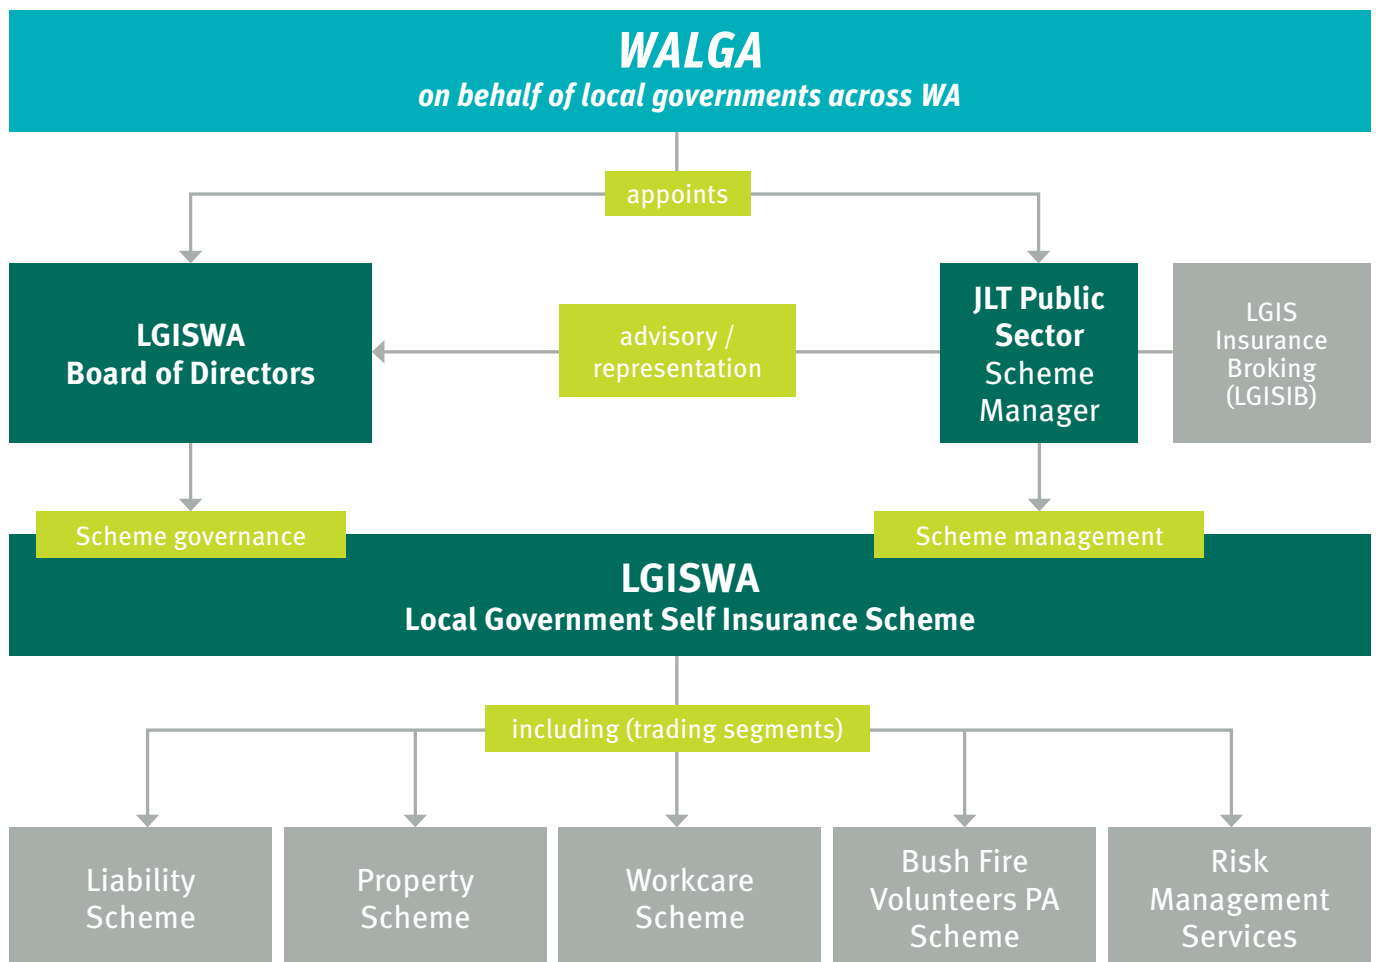 WALGA
on behalf of local governments across WA
appoints
LGISWA
Board of Directors
advisory /
representation
JLT Public
Sector
Scheme
Manager
LGIS
Insurance
Broking
(LGISIB)
Scheme governance
Scheme management
LGISWA
Local Government Self Insurance Scheme
including (trading segments)
Liability
Scheme
Property
Scheme
Workcare
Scheme
Bush Fire
Volunteers PA
Scheme
Risk
Management
Services